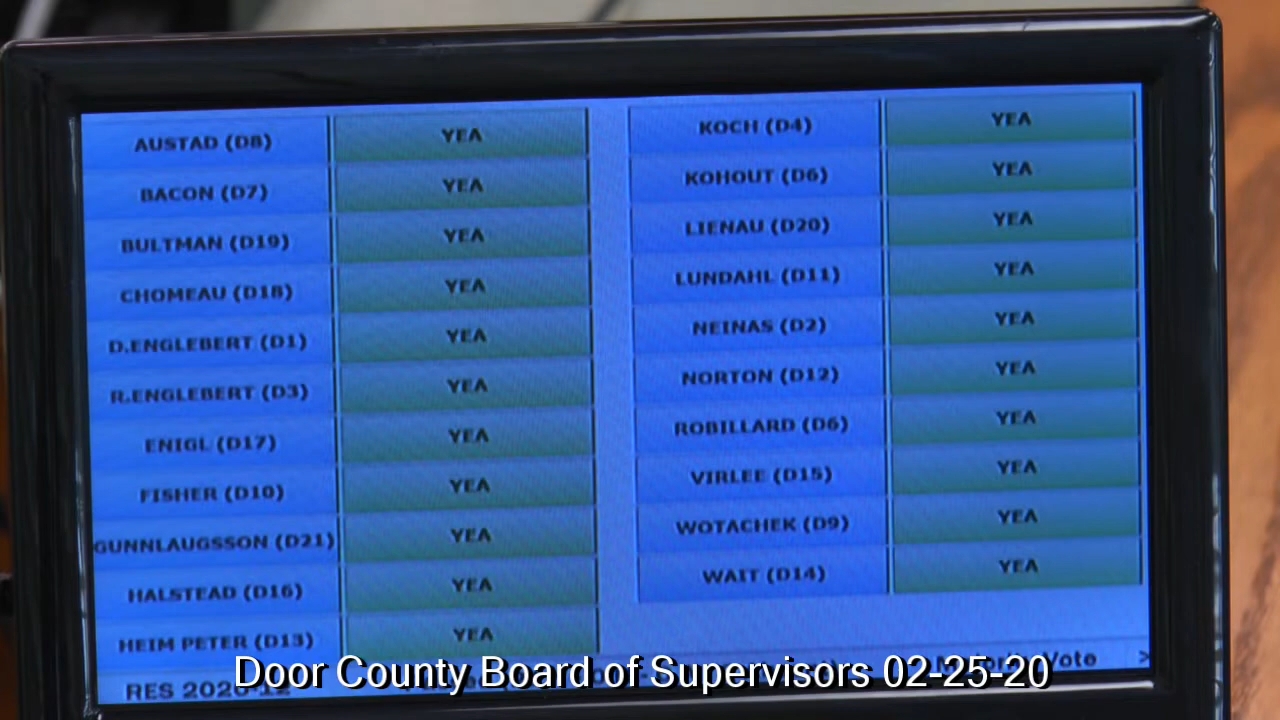 AUSTAD (D8) YEA
BACON (D7) YEA
BULTMAN (D19) YEA
CHOMEAU (D18) YEA
D.ENGLEBERT (D1) YEA
R.ENGLEBERT (D3) YEA
ENIGL (D17) YEA
FISHER (D10) YEA
GUNNLAUGSSON (D21) YEA
HALSTEAD (D16) YEA
HEIM PETER (D13) YEA
KOCH (D4) YEA
KOHOUT (D6) YEA
LIENAU (D20) YEA
LUNDAHL (D11) YEA
NEINAS (D2) YEA
NORTON (D12) YEA
ROBILLARD (D6) YEA
VIRLEE (D15) YEA
WOTACHEK (D9) YEA
WAIT (D14) YEA
RES Vote >
Door County Board of Supervisors 02-25-20